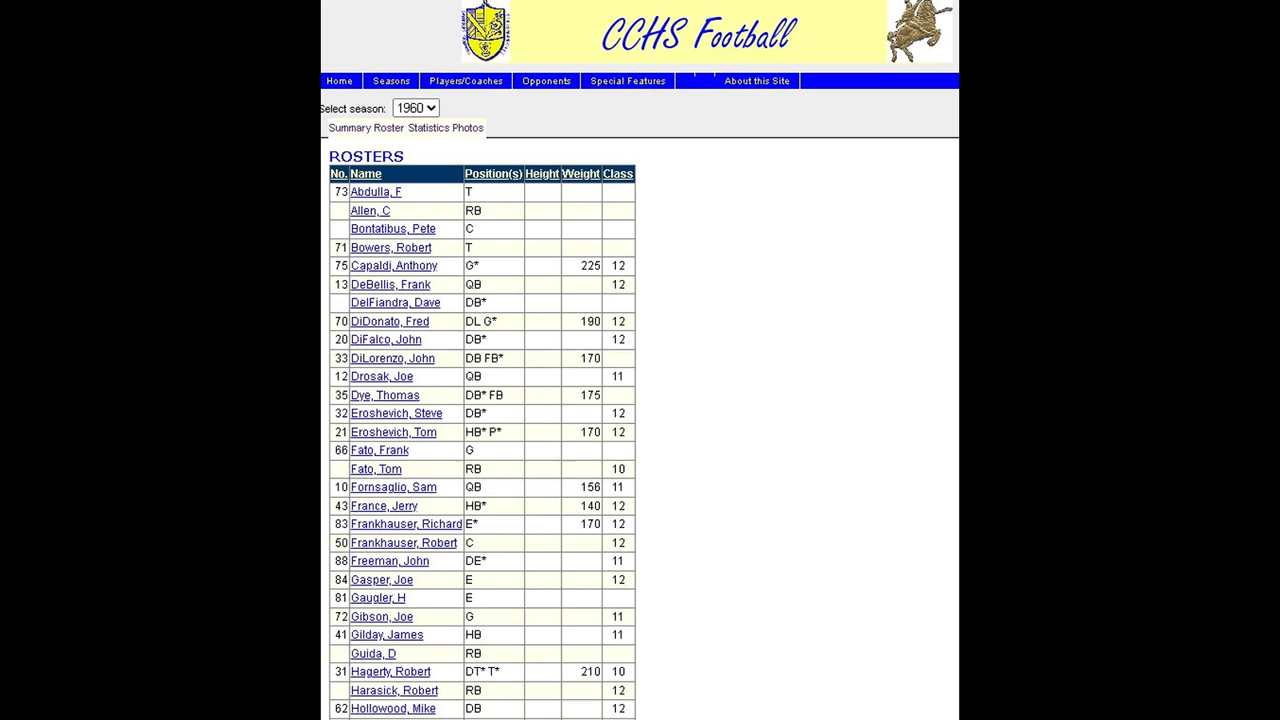 CCHS Football
Home Seasons Players/Coaches Opponents Special Features About this Site
Select season: 1960
Summary Roster Statistics Photos
ROSTERS
No. Name Position(s) Height Weight Class
73 Abdulla, F T
Allen, C RB
Bontatibus, Pete C
71 Bowers, Robert T
75 Capaldi, Anthony G* 225 12
13 DeBellis, Frank QB 12
DelFiandra, Dave DB*
70 DiDonato, Fred DL G* 190 12
20 DiFalco, John DB* 12
33 DiLorenzo, John DB FB* 170
12 Drosak, Joe QB 11
35 Dye, Thomas DB* FB 175
32 Eroshevich, Steve DB* 12
21 Eroshevich, Tom HB* P* 170 12
66 Fato, Frank G
Fato, Tom RB 10
10 Fornsaglio, Sam QB 156 11
43 France, Jerry HB* 140 12
83 Frankhauser, Richard E* 170 12
50 Frankhauser, Robert C 12
88 Freeman, John DE* 11
84 Gasper, Joe E 12
81 Gaugler, H E
72 Gibson, Joe G 11
41 Gilday, James HB 11
Guida, D RB
31 Hagerty, Robert DT* T* 210 10
Harasick, Robert RB 12
62 Hollowood, Mike DB 12